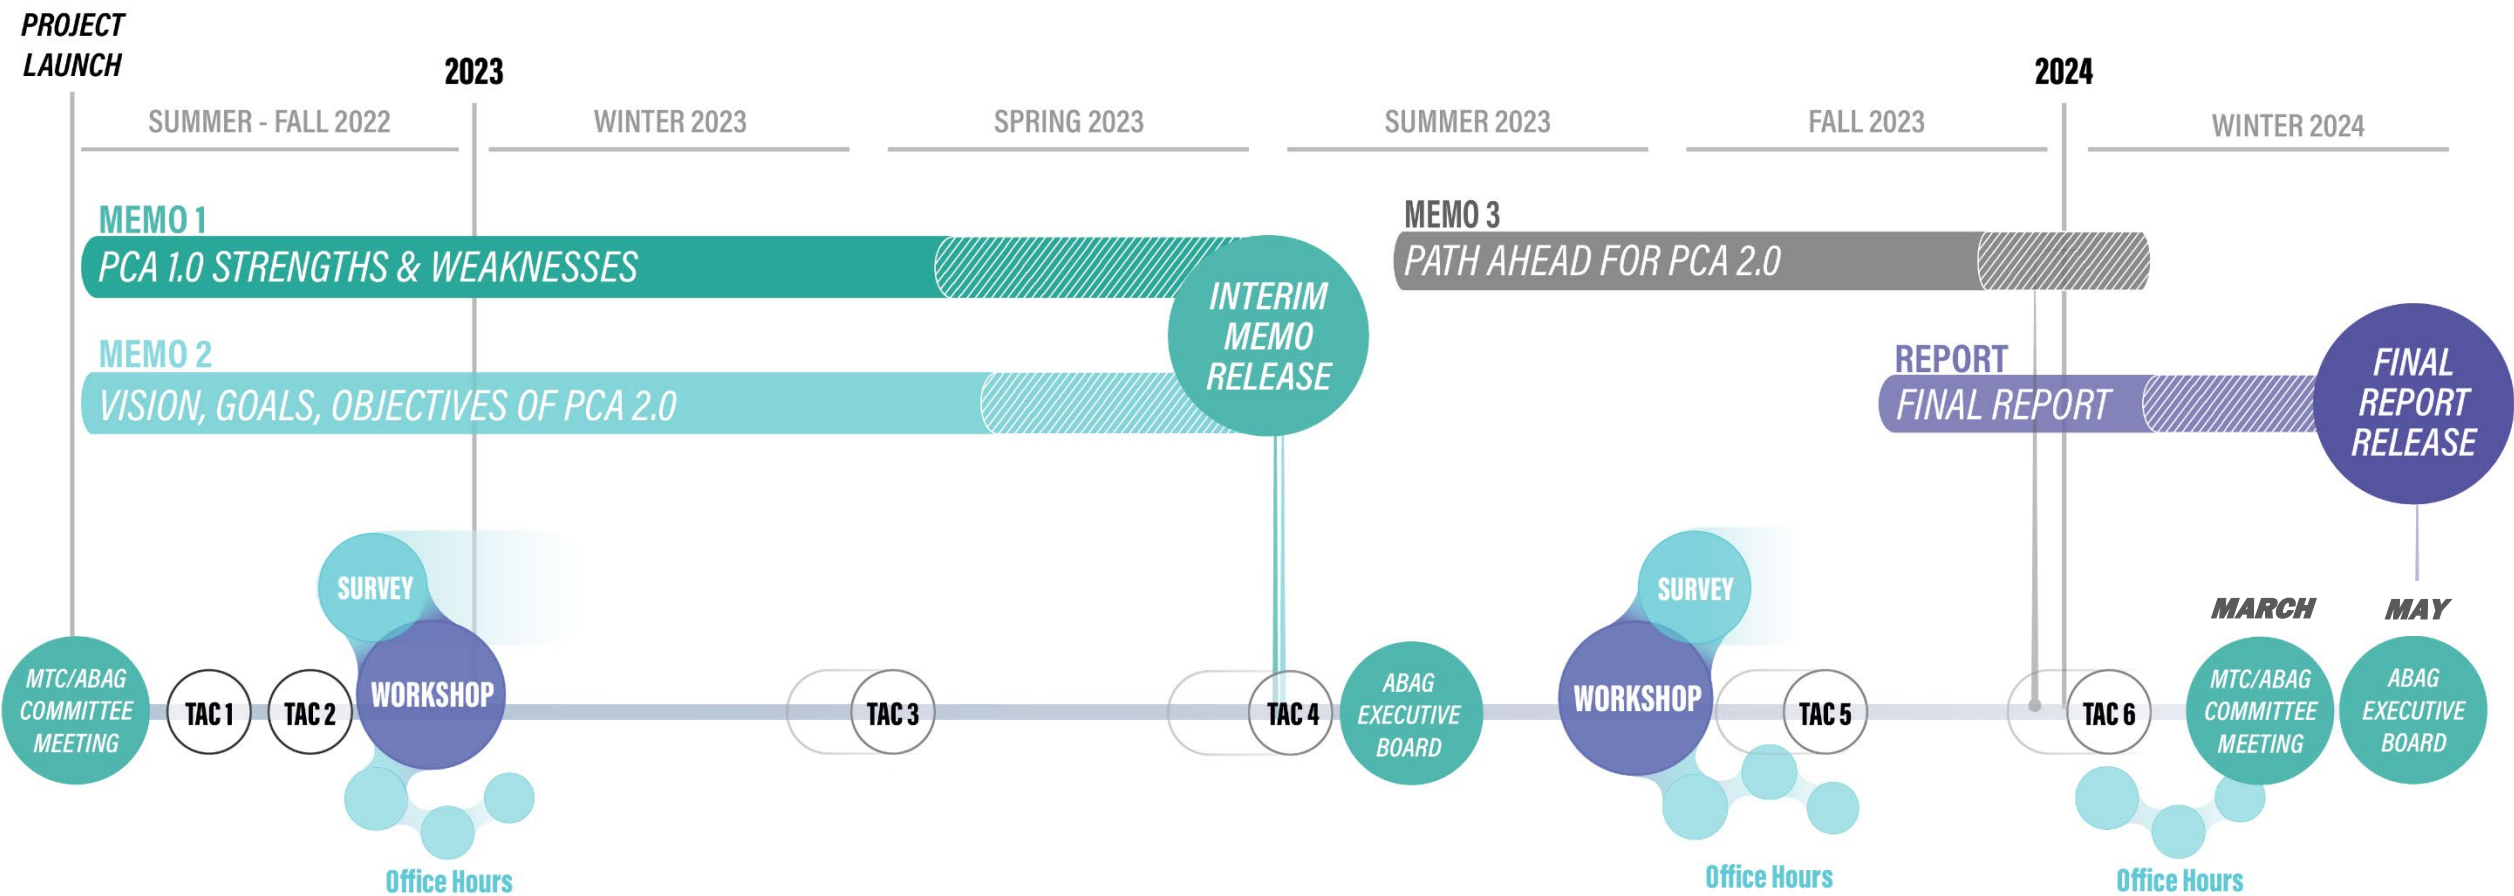 PROJECT
LAUNCH
2023
2024
SUMMER - FALL 2022
WINTER 2023
SPRING 2023
SUMMER 2023
FALL 2023
WINTER 2024
MEMO 1
PCA 1.0 STRENGTHS & WEAKNESSES
MEMO 2
VISION, GOALS, OBJECTIVES OF PCA 2.0
INTERIM
MEMO
RELEASE
MEMO 3
PATH AHEAD FOR PCA 2.0
REPORT
FINAL REPORT
FINAL
REPORT
RELEASE
MTC/ABAG
COMMITTEE
MEETING
TAC 1
TAC 2
SURVEY
WORKSHOP
Office Hours
TAC 3
TAC 4
ABAG
EXECUTIVE
BOARD
SURVEY
WORKSHOP
Office Hours
TAC 5
TAC 6
Office Hours
MARCH
MTC/ABAG
COMMITTEE
MEETING
MAY
ABAG
EXECUTIVE
BOARD